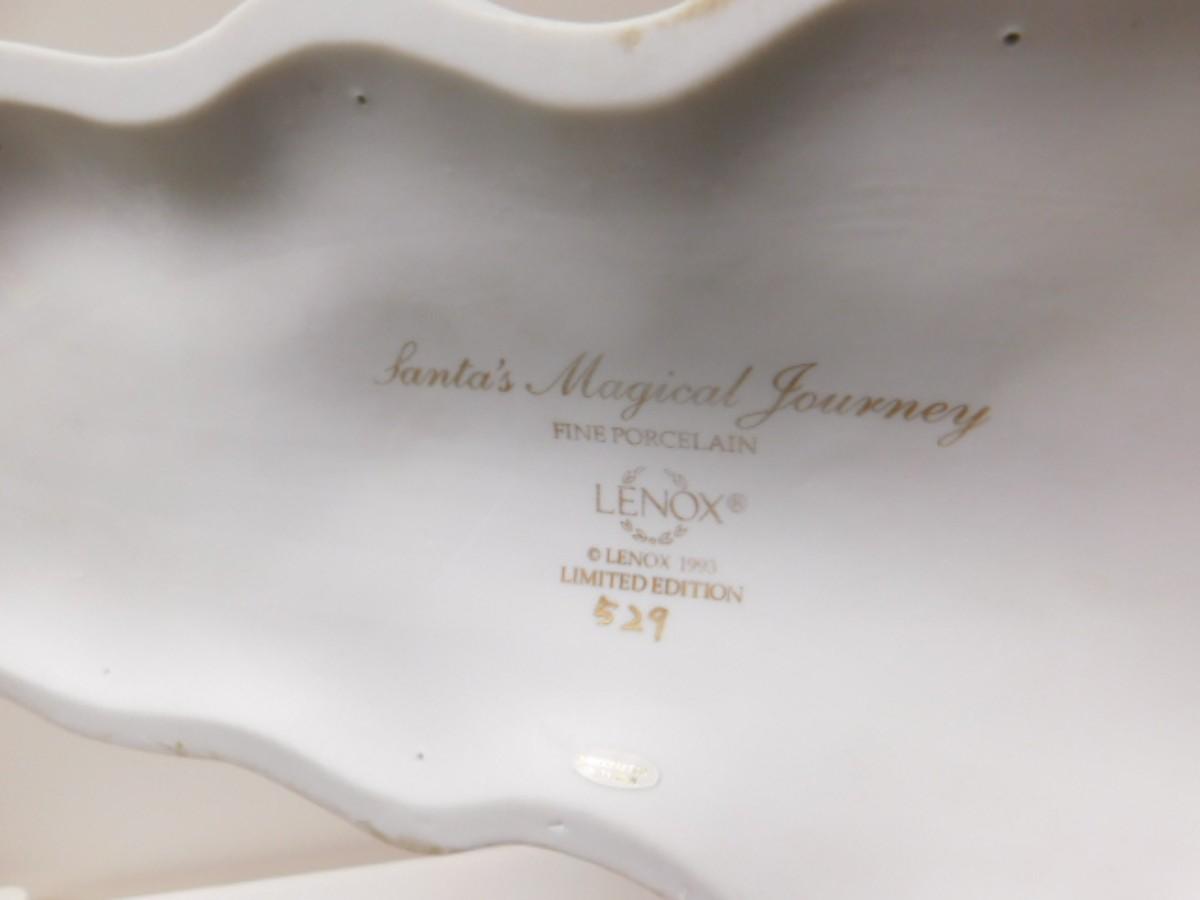 Santa's Magical Journey
FINE PORCELAIN
LENOX®
© LENOX 1993
LIMITED EDITION
529